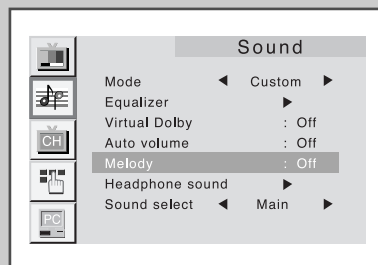 Sound
Mode ◀ Custom ▶
Equalizer ▶
Virtual Dolby : Off
Auto volume : Off
Melody : Off
Headphone sound ▶
Sound select ◀ Main ▶
CH
PC